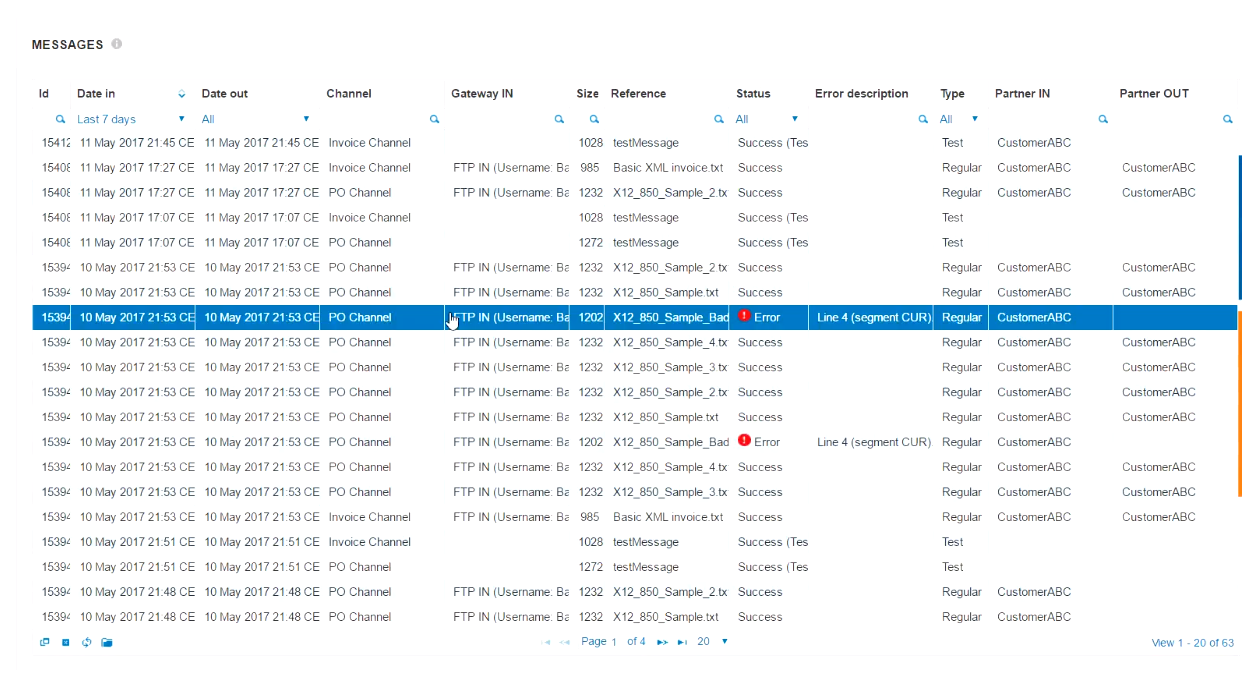 MESSAGES
Id Date in Date out Channel Gateway IN Size Reference Status Error description Type Partner IN Partner OUT
Last 7 days All All All
15412 11 May 2017 21:45 CE 11 May 2017 21:45 CE Invoice Channel 1028 testMessage Success (Tes Test CustomerABC
15408 11 May 2017 17:27 CE 11 May 2017 17:27 CE Invoice Channel FTP IN (Username: Ba 985 Basic XML invoice.txt Success Regular CustomerABC CustomerABC
15408 11 May 2017 17:27 CE 11 May 2017 17:27 CE PO Channel FTP IN (Username: Ba 1232 X12_850_Sample_2.tx Success Regular CustomerABC CustomerABC
15408 11 May 2017 17:07 CE 11 May 2017 17:07 CE Invoice Channel 1028 testMessage Success (Tes Test
15408 11 May 2017 17:07 CE 11 May 2017 17:07 CE PO Channel 1272 testMessage Success (Tes Test
15394 10 May 2017 21:53 CE 10 May 2017 21:53 CE PO Channel FTP IN (Username: Ba 1232 X12_850_Sample_2.tx Success Regular CustomerABC CustomerABC
15394 10 May 2017 21:53 CE 10 May 2017 21:53 CE PO Channel FTP IN (Username: Ba 1232 X12_850_Sample.txt Success Regular CustomerABC CustomerABC
15394 10 May 2017 21:53 CE 10 May 2017 21:53 CE PO Channel FTP IN (Username: Ba 1202 X12_850_Sample_Bad Error Line 4 (segment CUR) Regular CustomerABC
15394 10 May 2017 21:53 CE 10 May 2017 21:53 CE PO Channel FTP IN (Username: Ba 1232 X12_850_Sample_4.tx Success Regular CustomerABC CustomerABC
15394 10 May 2017 21:53 CE 10 May 2017 21:53 CE PO Channel FTP IN (Username: Ba 1232 X12_850_Sample_3.tx Success Regular CustomerABC CustomerABC
15394 10 May 2017 21:53 CE 10 May 2017 21:53 CE PO Channel FTP IN (Username: Ba 1232 X12_850_Sample_2.tx Success Regular CustomerABC CustomerABC
15394 10 May 2017 21:53 CE 10 May 2017 21:53 CE PO Channel FTP IN (Username: Ba 1232 X12_850_Sample.txt Success Regular CustomerABC CustomerABC
15394 10 May 2017 21:53 CE 10 May 2017 21:53 CE PO Channel FTP IN (Username: Ba 1202 X12_850_Sample_Bad Error Line 4 (segment CUR) Regular CustomerABC
15394 10 May 2017 21:53 CE 10 May 2017 21:53 CE PO Channel FTP IN (Username: Ba 1232 X12_850_Sample_4.tx Success Regular CustomerABC CustomerABC
15394 10 May 2017 21:53 CE 10 May 2017 21:53 CE PO Channel FTP IN (Username: Ba 1232 X12_850_Sample_3.tx Success Regular CustomerABC CustomerABC
15394 10 May 2017 21:53 CE 10 May 2017 21:53 CE Invoice Channel FTP IN (Username: Ba 985 Basic XML invoice.txt Success Regular CustomerABC CustomerABC
15394 10 May 2017 21:51 CE 10 May 2017 21:51 CE Invoice Channel 1028 testMessage Success (Tes Test
15394 10 May 2017 21:51 CE 10 May 2017 21:51 CE PO Channel 1272 testMessage Success (Tes Test
15394 10 May 2017 21:48 CE 10 May 2017 21:48 CE PO Channel FTP IN (Username: Ba 1232 X12_850_Sample_2.tx Success Regular CustomerABC
15394 10 May 2017 21:48 CE 10 May 2017 21:48 CE PO Channel FTP IN (Username: Ba 1232 X12_850_Sample.txt Success Regular CustomerABC
Page 1 of 4 20 View 1 - 20 of 63